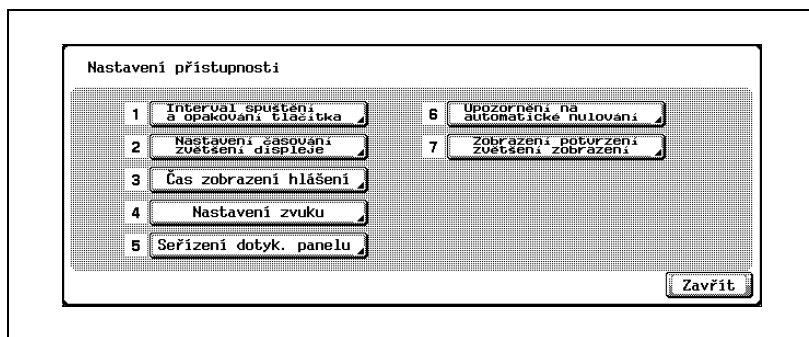 Nastavení přístupnosti
1 Interval spuštění
a opakování tlačítka
2 Nastavení časování
zvětšení displeje
3 Čas zobrazení hlášení
4 Nastavení zvuku
5 Seřízení dotyk. panelu
6 Upozornění na
automatické nulování
7 Zobrazení potvrzení
zvětšení zobrazení
Zavřít